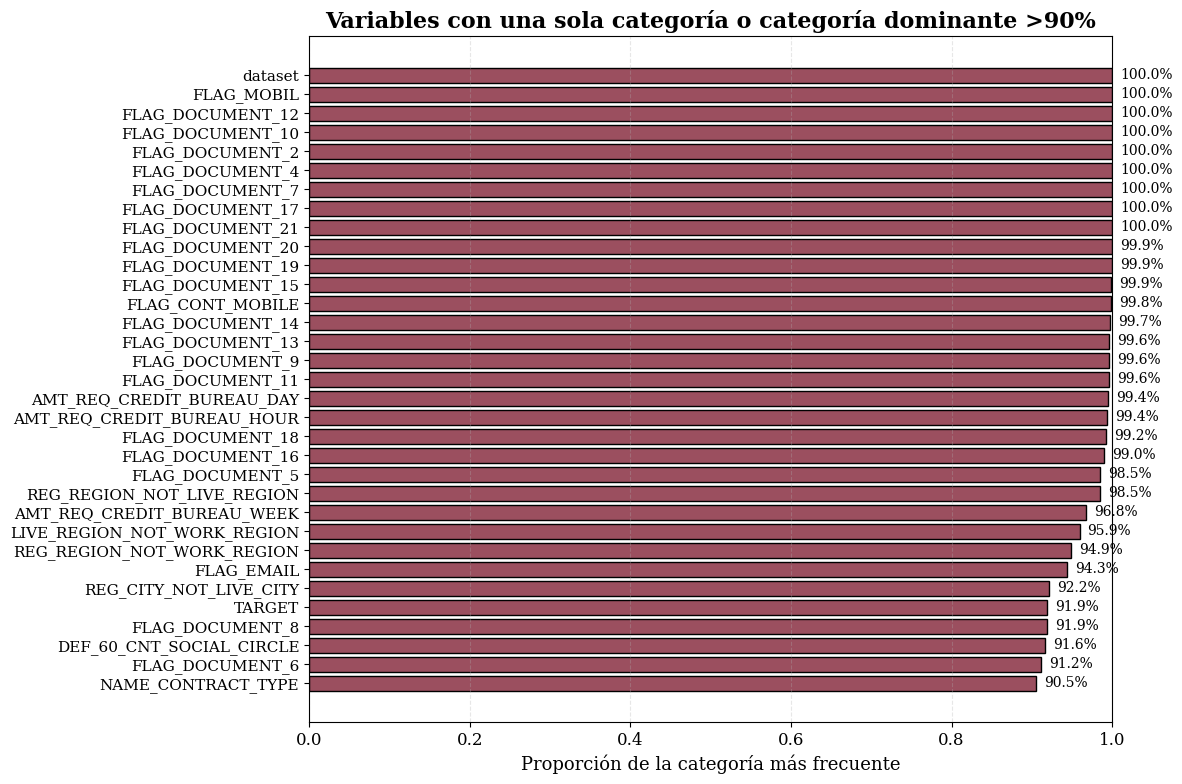 Variables con una sola categoría o categoría dominante >90%
dataset 100.0%
FLAG_MOBIL 100.0%
FLAG_DOCUMENT_12 100.0%
FLAG_DOCUMENT_10 100.0%
FLAG_DOCUMENT_2 100.0%
FLAG_DOCUMENT_4 100.0%
FLAG_DOCUMENT_7 100.0%
FLAG_DOCUMENT_17 100.0%
FLAG_DOCUMENT_21 100.0%
FLAG_DOCUMENT_20 99.9%
FLAG_DOCUMENT_19 99.9%
FLAG_DOCUMENT_15 99.9%
FLAG_CONT_MOBILE 99.8%
FLAG_DOCUMENT_14 99.7%
FLAG_DOCUMENT_13 99.6%
FLAG_DOCUMENT_9 99.6%
FLAG_DOCUMENT_11 99.6%
AMT_REQ_CREDIT_BUREAU_DAY 99.4%
AMT_REQ_CREDIT_BUREAU_HOUR 99.4%
FLAG_DOCUMENT_18 99.2%
FLAG_DOCUMENT_16 99.0%
FLAG_DOCUMENT_5 98.5%
REG_REGION_NOT_LIVE_REGION 98.5%
AMT_REQ_CREDIT_BUREAU_WEEK 96.8%
LIVE_REGION_NOT_WORK_REGION 95.9%
REG_REGION_NOT_WORK_REGION 94.9%
FLAG_EMAIL 94.3%
REG_CITY_NOT_LIVE_CITY 92.2%
TARGET 91.9%
FLAG_DOCUMENT_8 91.9%
DEF_60_CNT_SOCIAL_CIRCLE 91.6%
FLAG_DOCUMENT_6 91.2%
NAME_CONTRACT_TYPE 90.5%
0.0 0.2 0.4 0.6 0.8 1.0
Proporción de la categoría más frecuente